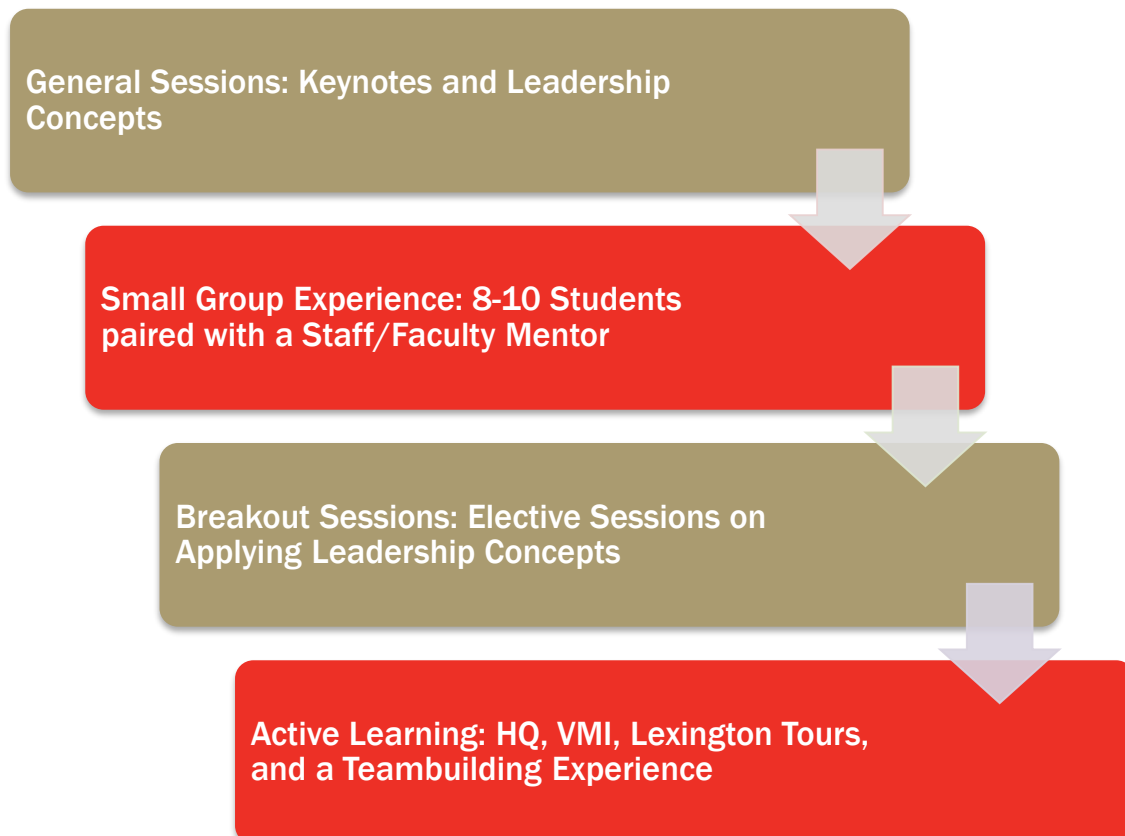 General Sessions: Keynotes and Leadership
Concepts
Small Group Experience: 8-10 Students
paired with a Staff/Faculty Mentor
Breakout Sessions: Elective Sessions on
Applying Leadership Concepts
Active Learning: HQ, VMI, Lexington Tours,
and a Teambuilding Experience